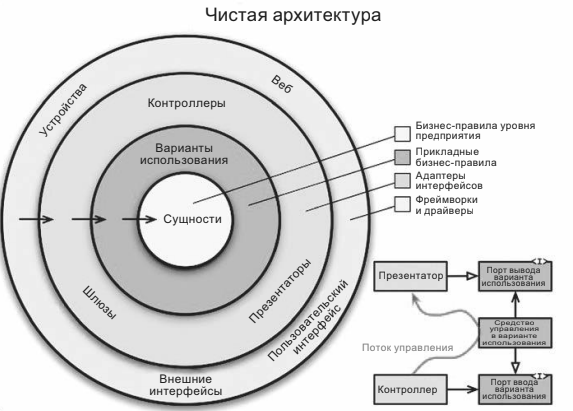 Чистая архитектура
Устройства
Веб
Контроллеры
Варианты
использования
Сущности
Шлюзы
Презентаторы
Пользовательский
интерфейс
Внешние
интерфейсы
Бизнес-правила уровня
предприятия
Прикладные
бизнес-правила
Адаптеры
интерфейсов
Фреймворки
и драйверы
Презентатор
<I>
Порт вывода
варианта
использования
Средство
управления
в варианте
использования
Поток управления
Контроллер
<I>
Порт ввода
варианта
использования